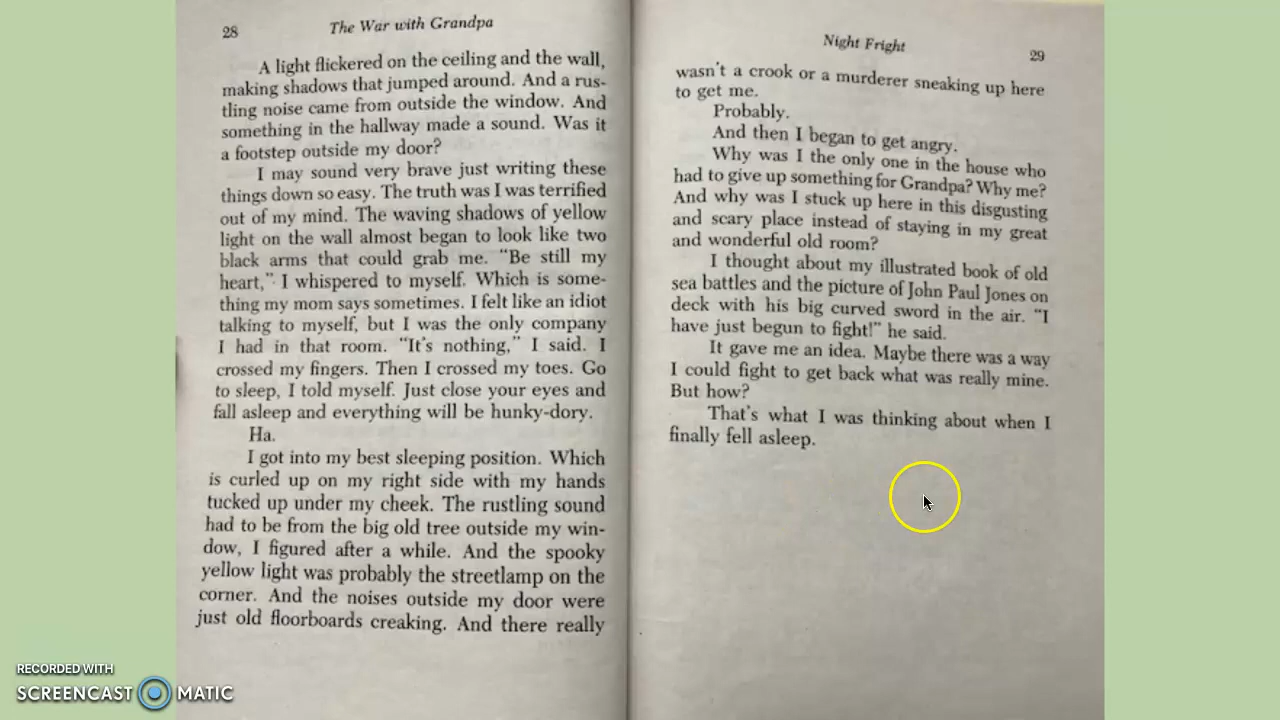 28
The War with Grandpa
A light flickered on the ceiling and the wall,
making shadows that jumped around. And a rus-
tling noise came from outside the window. And
something in the hallway made a sound. Was it
a footstep outside my door?
I may sound very brave just writing these
things down so easy. The truth was I was terrified
out of my mind. The waving shadows of yellow
light on the wall almost began to look like two
black arms that could grab me. "Be still my
heart," I whispered to myself. Which is some-
thing my mom says sometimes. I felt like an idiot
talking to myself, but I was the only company
I had in that room. "It's nothing," I said. I
crossed my fingers. Then I crossed my toes. Go
to sleep, I told myself. Just close your eyes and
fall asleep and everything will be hunky-dory.
Ha.
I got into my best sleeping position. Which
is curled up on my right side with my hands
tucked up under my cheek. The rustling sound
had to be from the big old tree outside my win-
dow, I figured after a while. And the spooky
yellow light was probably the streetlamp on the
corner. And the noises outside my door were
just old floorboards creaking. And there really
Night Fright
29
wasn't a crook or a murderer sneaking up here
to get me.
Probably.
And then I began to get angry.
Why was I the only one in the house who
had to give up something for Grandpa? Why me?
And why was I stuck up here in this disgusting
and scary place instead of staying in my great
and wonderful old room?
I thought about my illustrated book of old
sea battles and the picture of John Paul Jones on
deck with his big curved sword in the air. "I
have just begun to fight!" he said.
It gave me an idea. Maybe there was a way
I could fight to get back what was really mine.
But how?
That's what I was thinking about when I
finally fell asleep.
RECORDED WITH
SCREENCAST MATIC